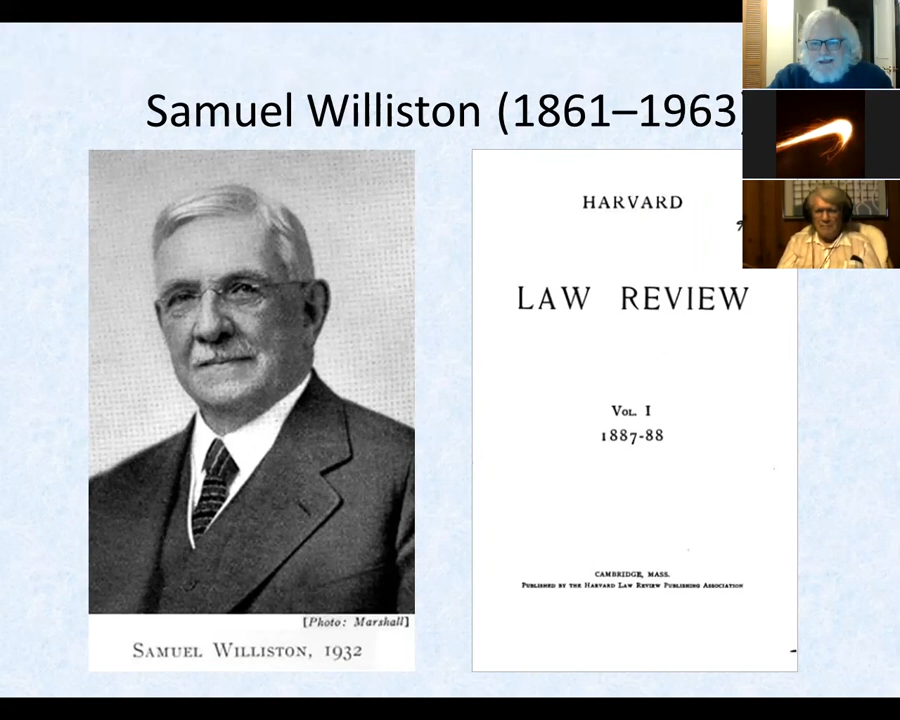 Samuel Williston (1861–1963)
[Photo: Marshall]
SAMUEL WILLISTON, 1932
HARVARD
LAW REVIEW
VOL. I
1887-88
CAMBRIDGE, MASS.
PUBLISHED BY THE HARVARD LAW REVIEW PUBLISHING ASSOCIATION